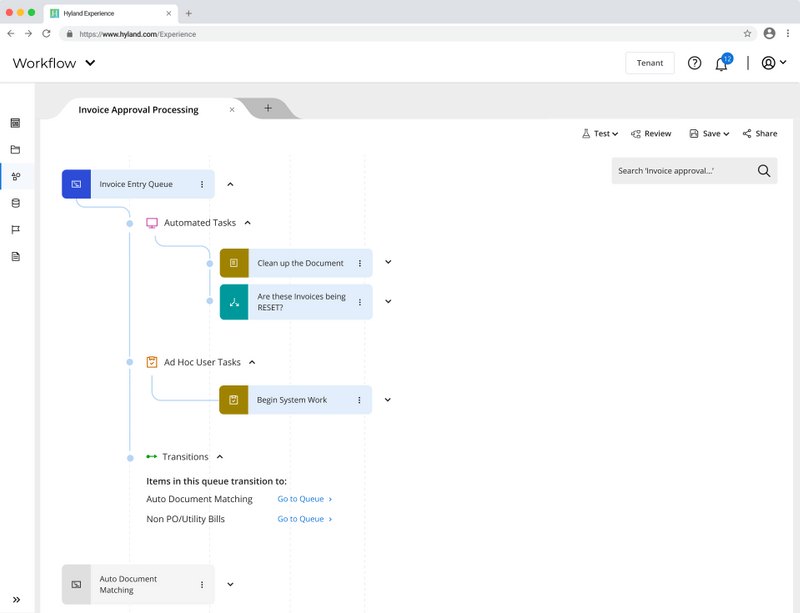 Hyland Experience
https://www.hyland.com/Experience
Workflow
Tenant
12
Invoice Approval Processing
Test
Review
Save
Share
Search 'Invoice approval...'
Invoice Entry Queue
Automated Tasks
Clean up the Document
Are these Invoices being
RESET?
Ad Hoc User Tasks
Begin System Work
Transitions
Items in this queue transition to:
Auto Document Matching Go to Queue
Non PO/Utility Bills Go to Queue
Auto Document
Matching